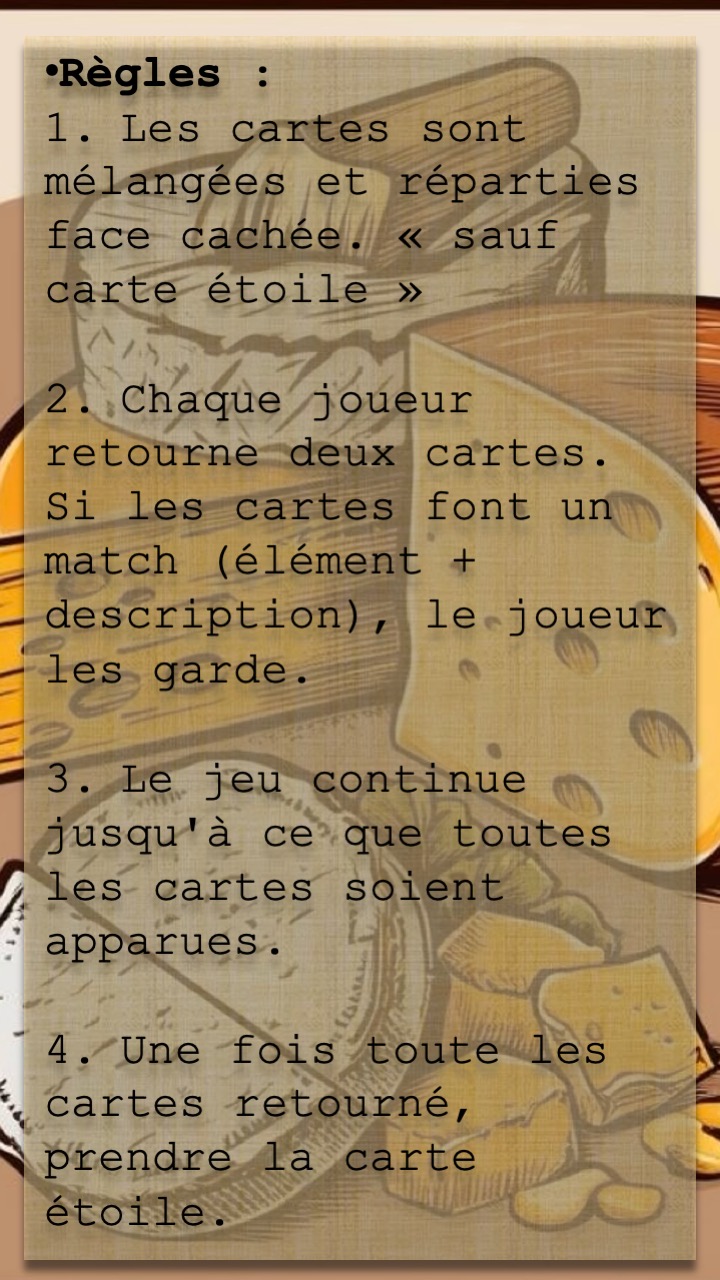 •Règles :
1. Les cartes sont
mélangées et réparties
face cachée. « sauf
carte étoile »
2. Chaque joueur
retourne deux cartes.
Si les cartes font un
match (élément +
description), le joueur
les garde.
3. Le jeu continue
jusqu'à ce que toutes
les cartes soient
apparues.
4. Une fois toute les
cartes retourné,
prendre la carte
étoile.